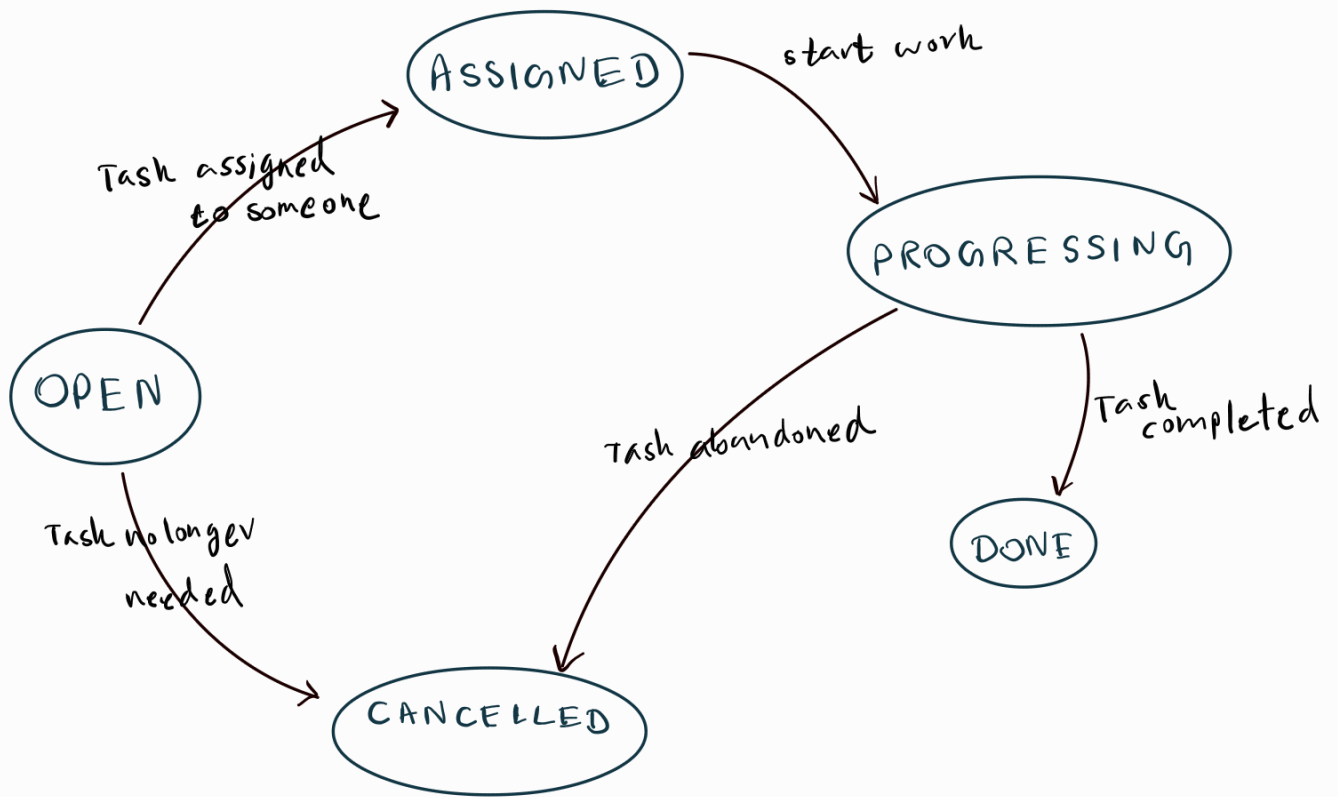 ASSIGNED
start work
Task assigned
to someone
PROGRESSING
OPEN
Task abandoned
Task
completed
Task no longer
needed
DONE
CANCELLED